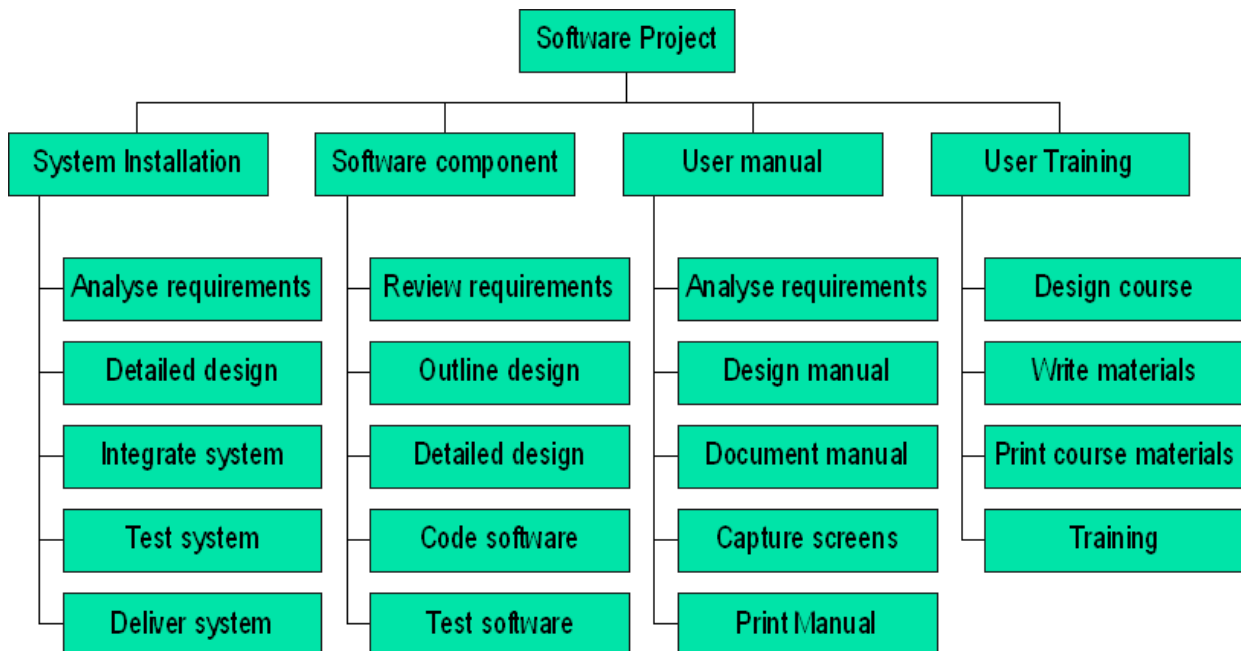 Software Project
System Installation
Software component
User manual
User Training
Analyse requirements
Review requirements
Analyse requirements
Design course
Detailed design
Outline design
Design manual
Write materials
Integrate system
Detailed design
Document manual
Print course materials
Test system
Code software
Capture screens
Training
Deliver system
Test software
Print Manual